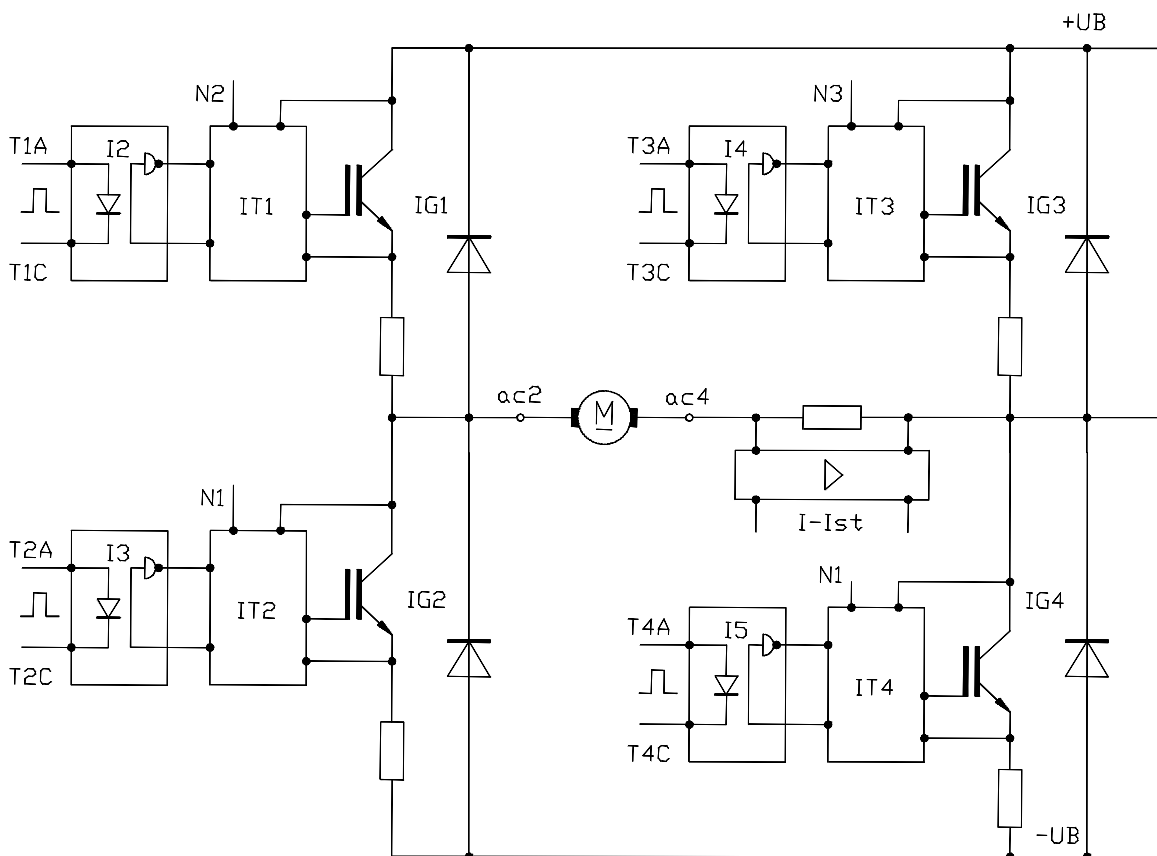 +UB
N2
N3
T1A
I2
T3A
I4
IT1
IG1
IT3
IG3
T1C
T3C
ac2
M
ac4
N1
I-Ist
T2A
I3
N1
IT2
IG2
IG4
T4A
I5
T2C
IT4
T4C
-UB